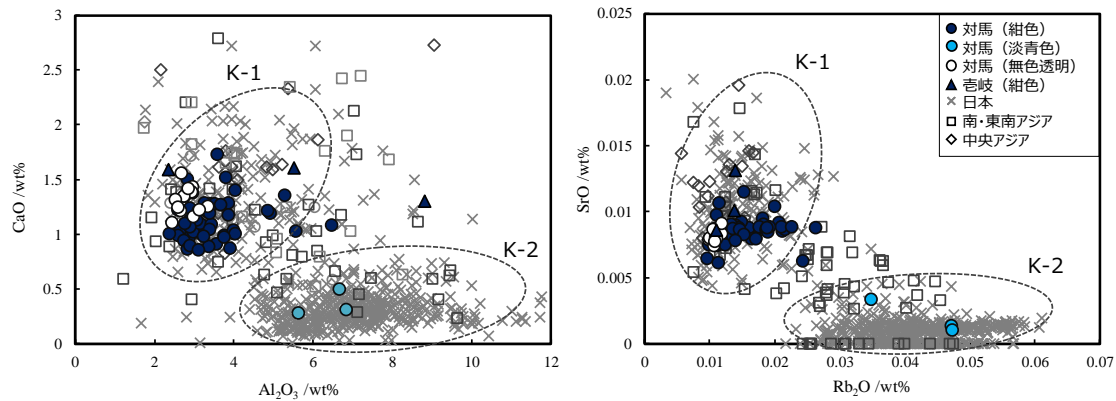 3
2.5
2
1.5
1
0.5
0
0
2
4
6
8
10
12
CaO /wt%
Al₂O₃ /wt%
K-1
K-2
0.025
0.02
0.015
0.01
0.005
0
0
0.01
0.02
0.03
0.04
0.05
0.06
0.07
SrO /wt%
Rb₂O /wt%
K-1
K-2
対馬（紺色）
対馬（淡青色）
対馬（無色透明）
壱岐（紺色）
日本
南・東南アジア
中央アジア